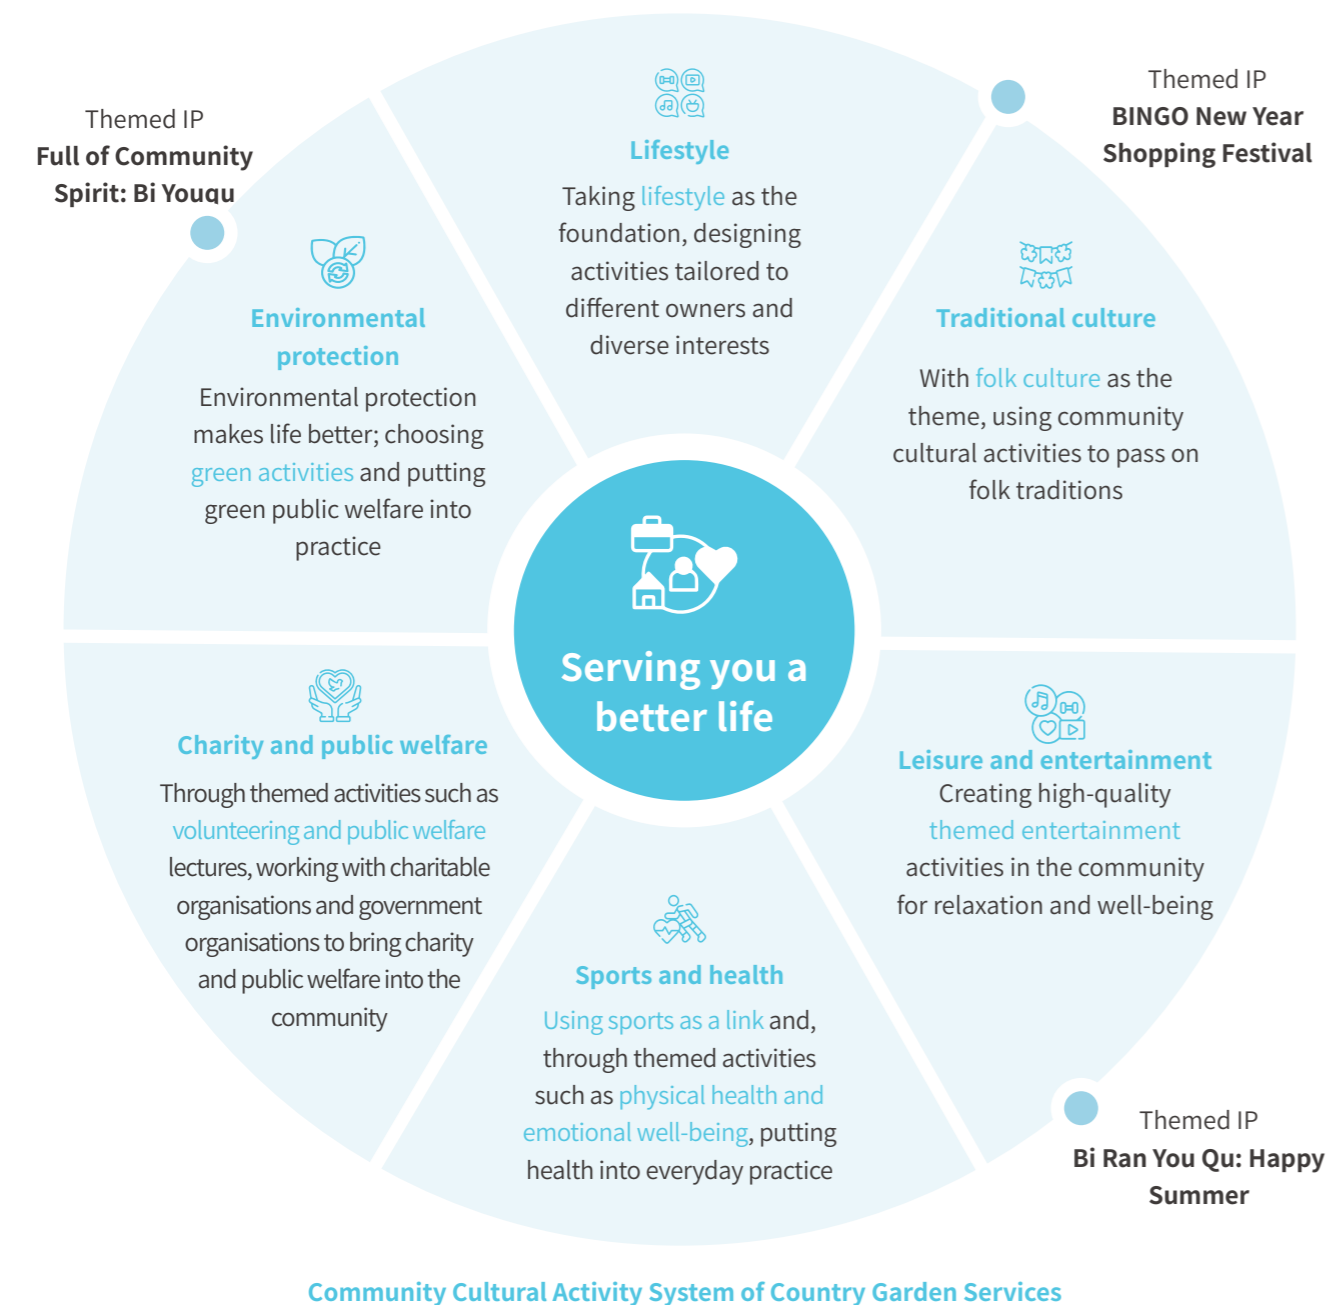 Themed IP
Full of Community
Spirit: Bi Youqu
Themed IP
BINGO New Year
Shopping Festival
Lifestyle
Taking lifestyle as the
foundation, designing
activities tailored to
different owners and
diverse interests
Environmental
protection
Environmental protection
makes life better; choosing
green activities and putting
green public welfare into
practice
Traditional culture
With folk culture as the
theme, using community
cultural activities to pass on
folk traditions
Serving you a
better life
Charity and public welfare
Through themed activities such as
volunteering and public welfare
lectures, working with charitable
organisations and government
organisations to bring charity
and public welfare into the
community
Leisure and entertainment
Creating high-quality
themed entertainment
activities in the community
for relaxation and well-being
Sports and health
Using sports as a link and,
through themed activities
such as physical health and
emotional well-being, putting
health into everyday practice
Themed IP
Bi Ran You Qu: Happy
Summer
Community Cultural Activity System of Country Garden Services